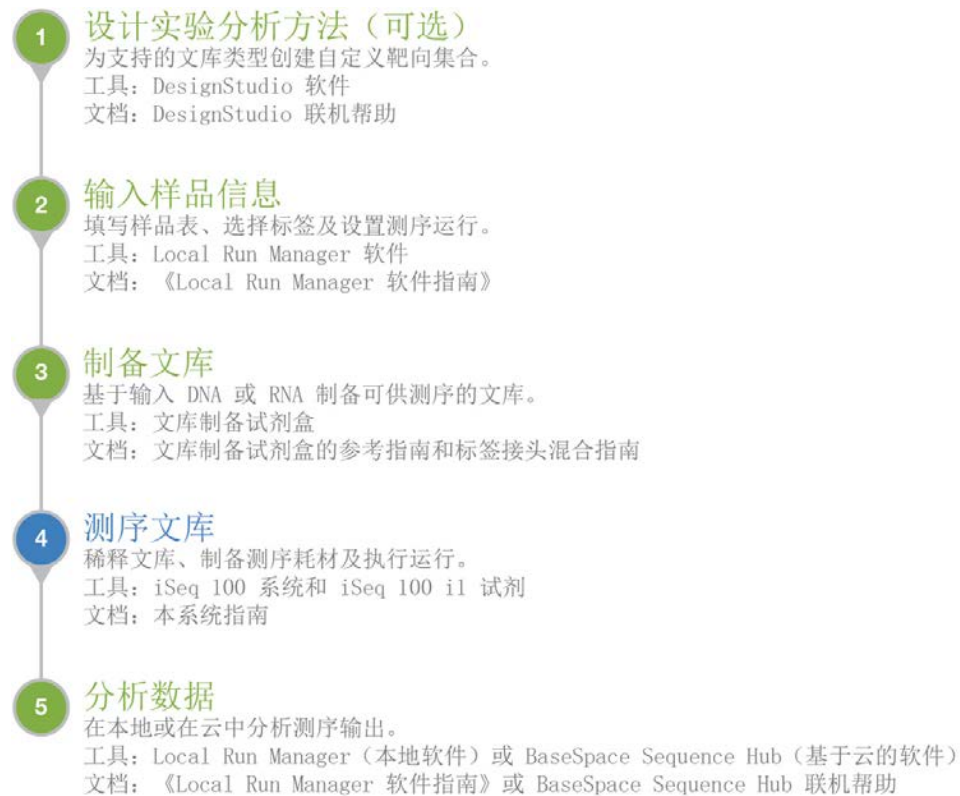 1 设计实验分析方法（可选）
为支持的文库类型创建自定义靶向集合。
工具：DesignStudio 软件
文档：DesignStudio 联机帮助
2 输入样品信息
填写样品表、选择标签及设置测序运行。
工具：Local Run Manager 软件
文档：《Local Run Manager 软件指南》
3 制备文库
基于输入 DNA 或 RNA 制备可供测序的文库。
工具：文库制备试剂盒
文档：文库制备试剂盒的参考指南和标签接头混合指南
4 测序文库
稀释文库、制备测序耗材及执行运行。
工具：iSeq 100 系统和 iSeq 100 i1 试剂
文档：本系统指南
5 分析数据
在本地或在云中分析测序输出。
工具：Local Run Manager（本地软件）或 BaseSpace Sequence Hub（基于云的软件）
文档：《Local Run Manager 软件指南》或 BaseSpace Sequence Hub 联机帮助